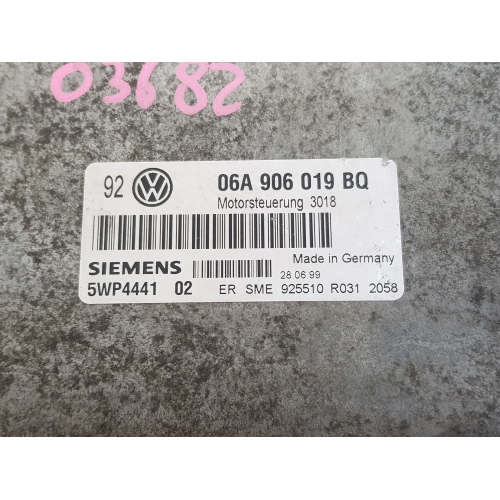 03682
92 VW 06A 906 019 BQ
Motorsteuerung 3018
SIEMENS Made in Germany
28.06.99
5WP4441 02 ER SME 925510 R031 2058